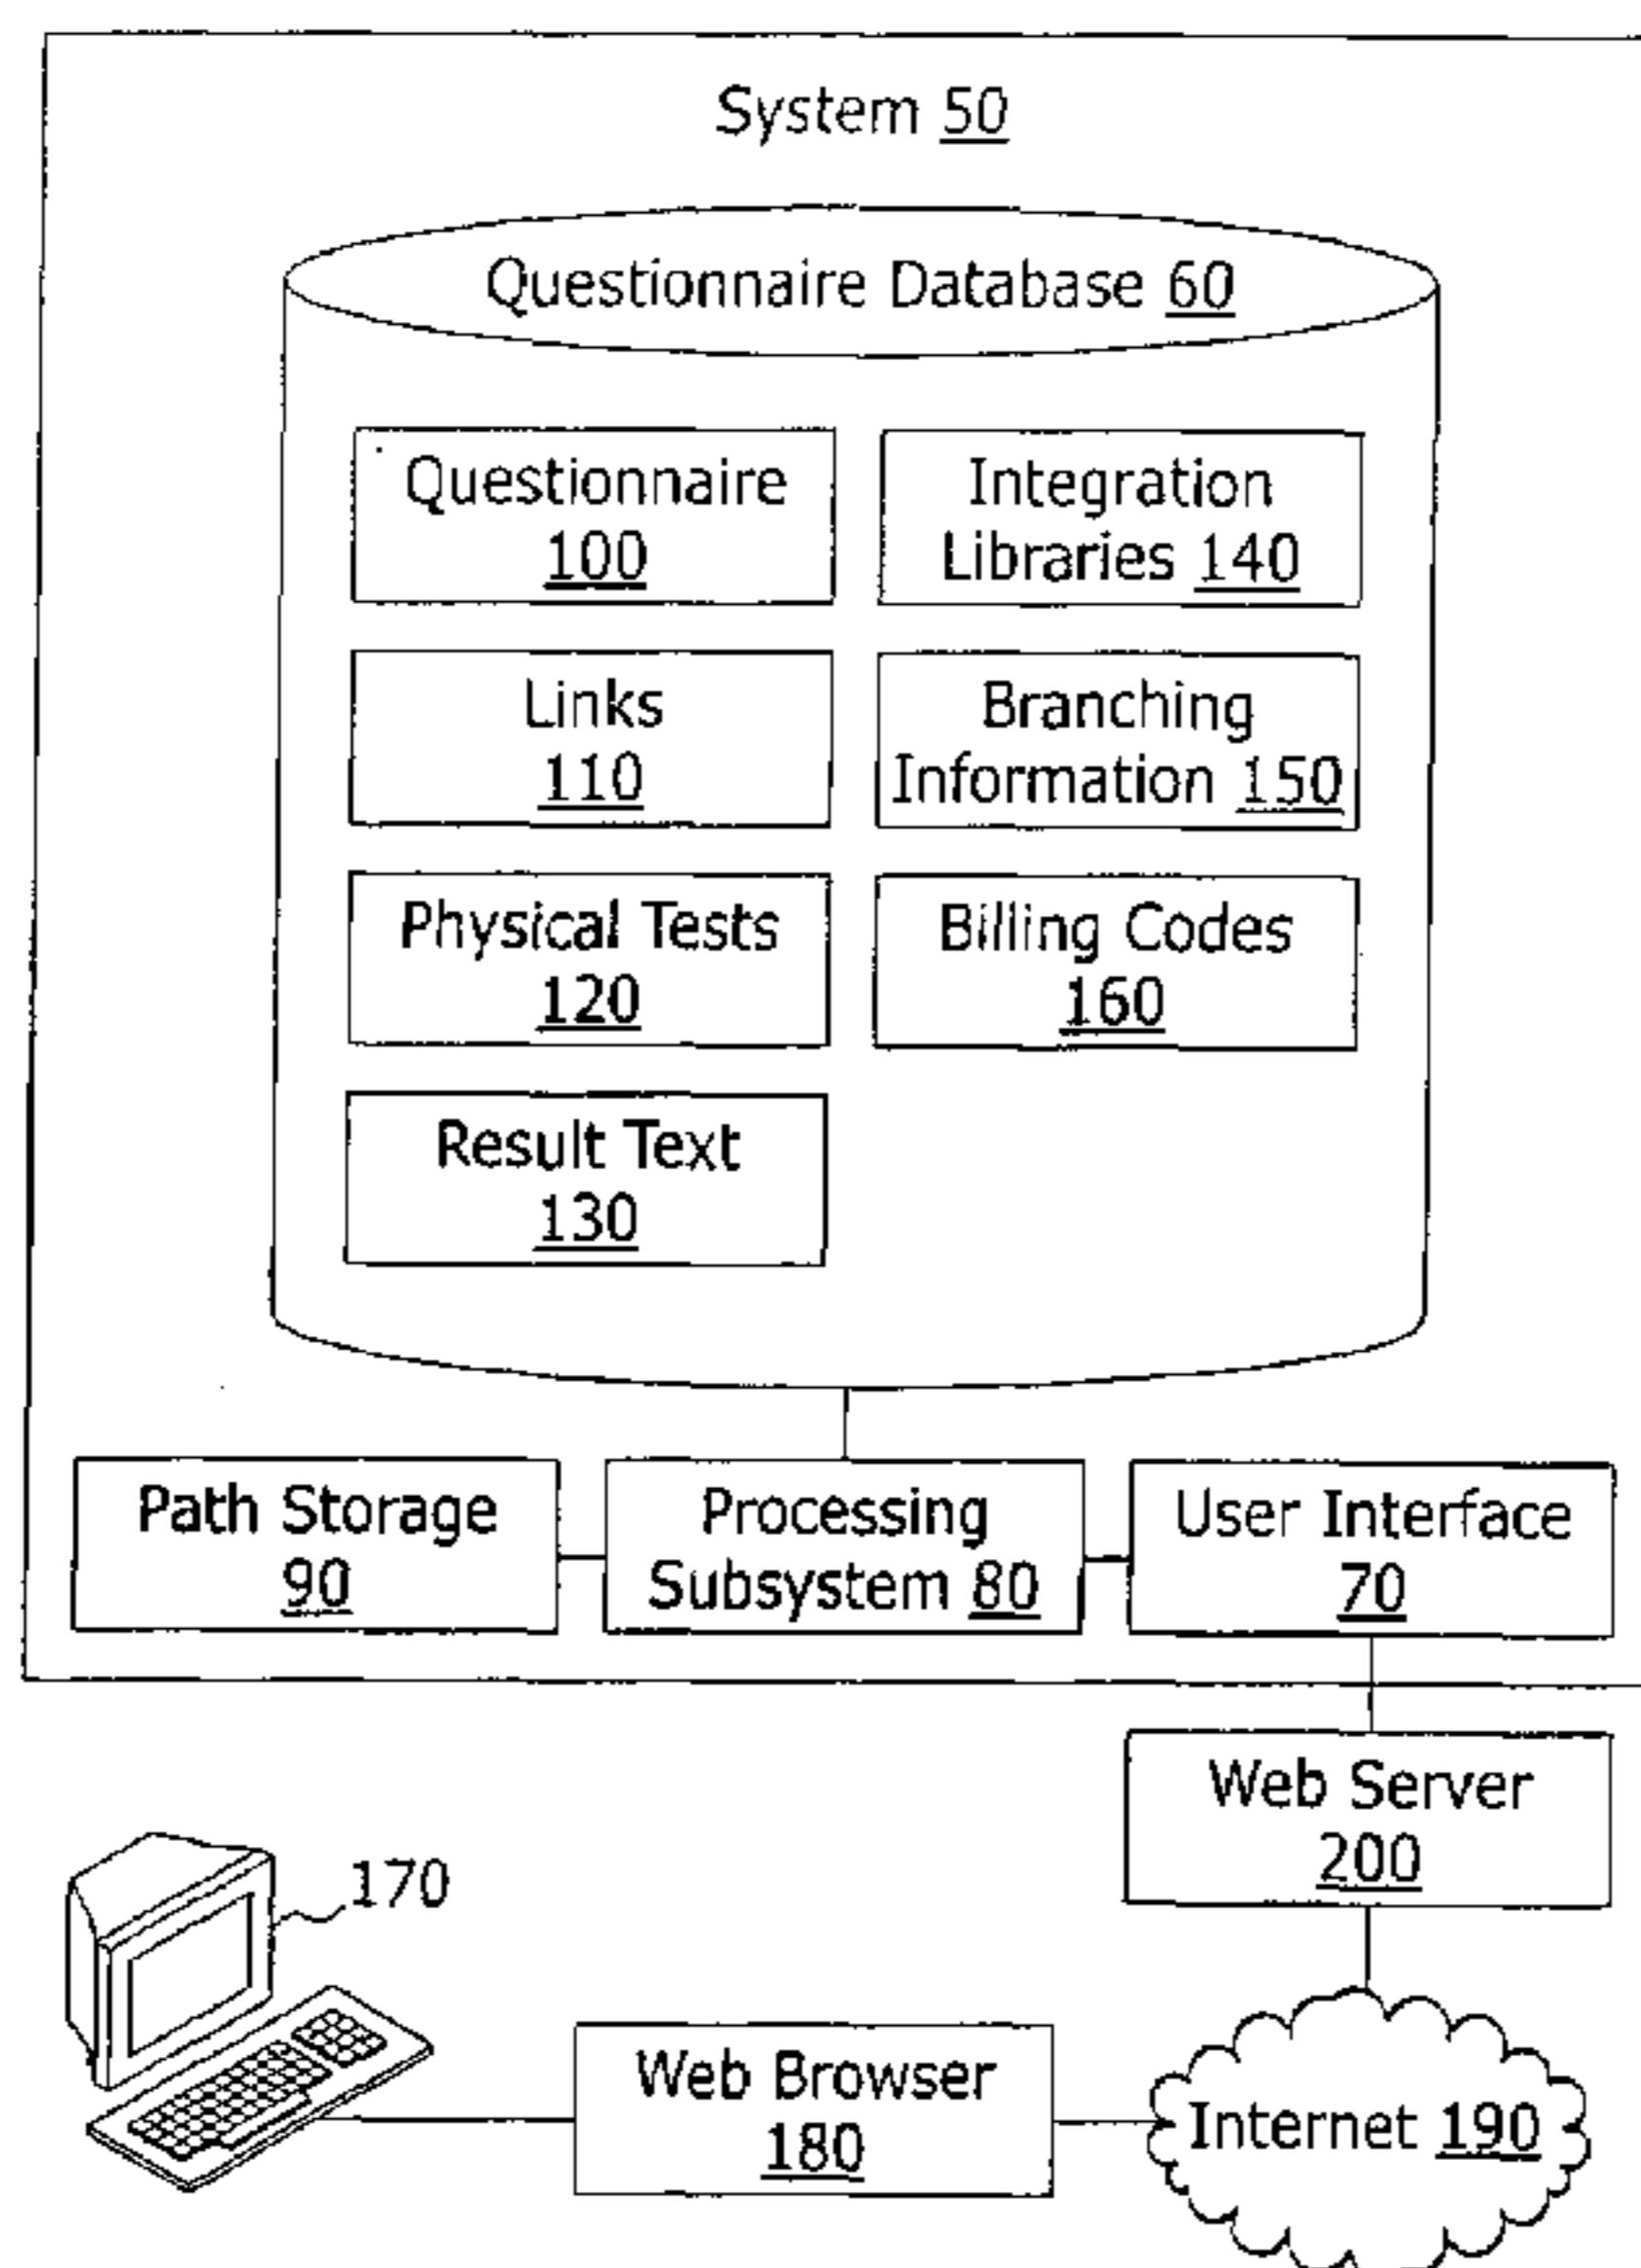 System 50
Questionnaire Database 60
Questionnaire
100
Integration
Libraries 140
Links
110
Branching
Information 150
Physical Tests
120
Billing Codes
160
Result Text
130
Path Storage
90
Processing
Subsystem 80
User Interface
70
Web Server
200
170
Web Browser
180
Internet 190